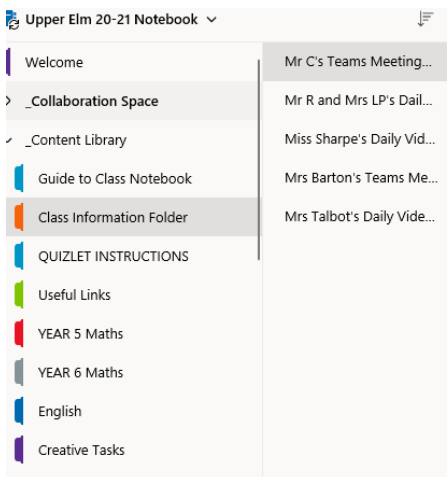 Upper Elm 20-21 Notebook
Welcome
_Collaboration Space
_Content Library
Guide to Class Notebook
Class Information Folder
QUIZLET INSTRUCTIONS
Useful Links
YEAR 5 Maths
YEAR 6 Maths
English
Creative Tasks
Mr C's Teams Meeting...
Mr R and Mrs LP's Dail...
Miss Sharpe's Daily Vid...
Mrs Barton's Teams Me...
Mrs Talbot's Daily Vide...